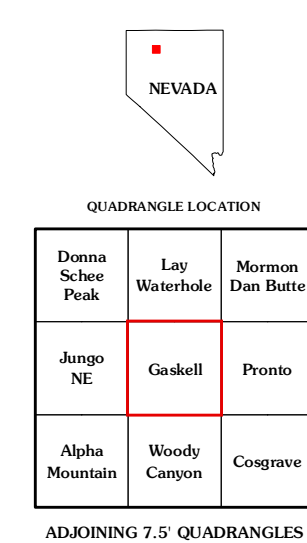 NEVADA
QUADRANGLE LOCATION
Donna
Schee
Peak
Lay
Waterhole
Mormon
Dan Butte
Jungo
NE
Gaskell
Pronto
Alpha
Mountain
Woody
Canyon
Cosgrave
ADJOINING 7.5' QUADRANGLES